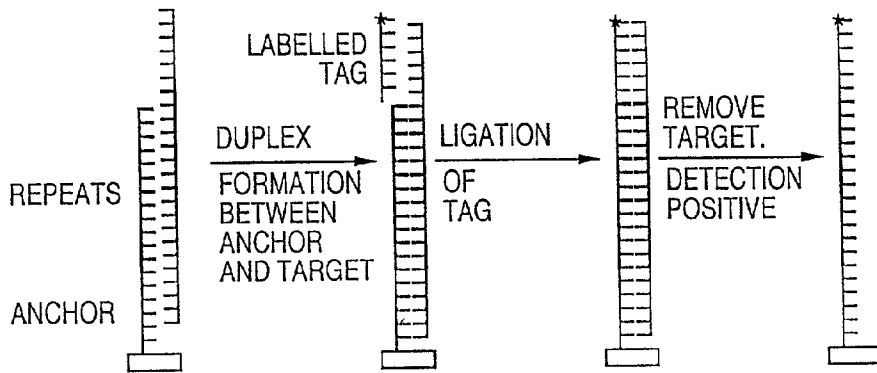 LABELLED
TAG
REPEATS
ANCHOR
DUPLEX
FORMATION
BETWEEN
ANCHOR
AND TARGET
LIGATION
OF
TAG
REMOVE
TARGET.
DETECTION
POSITIVE